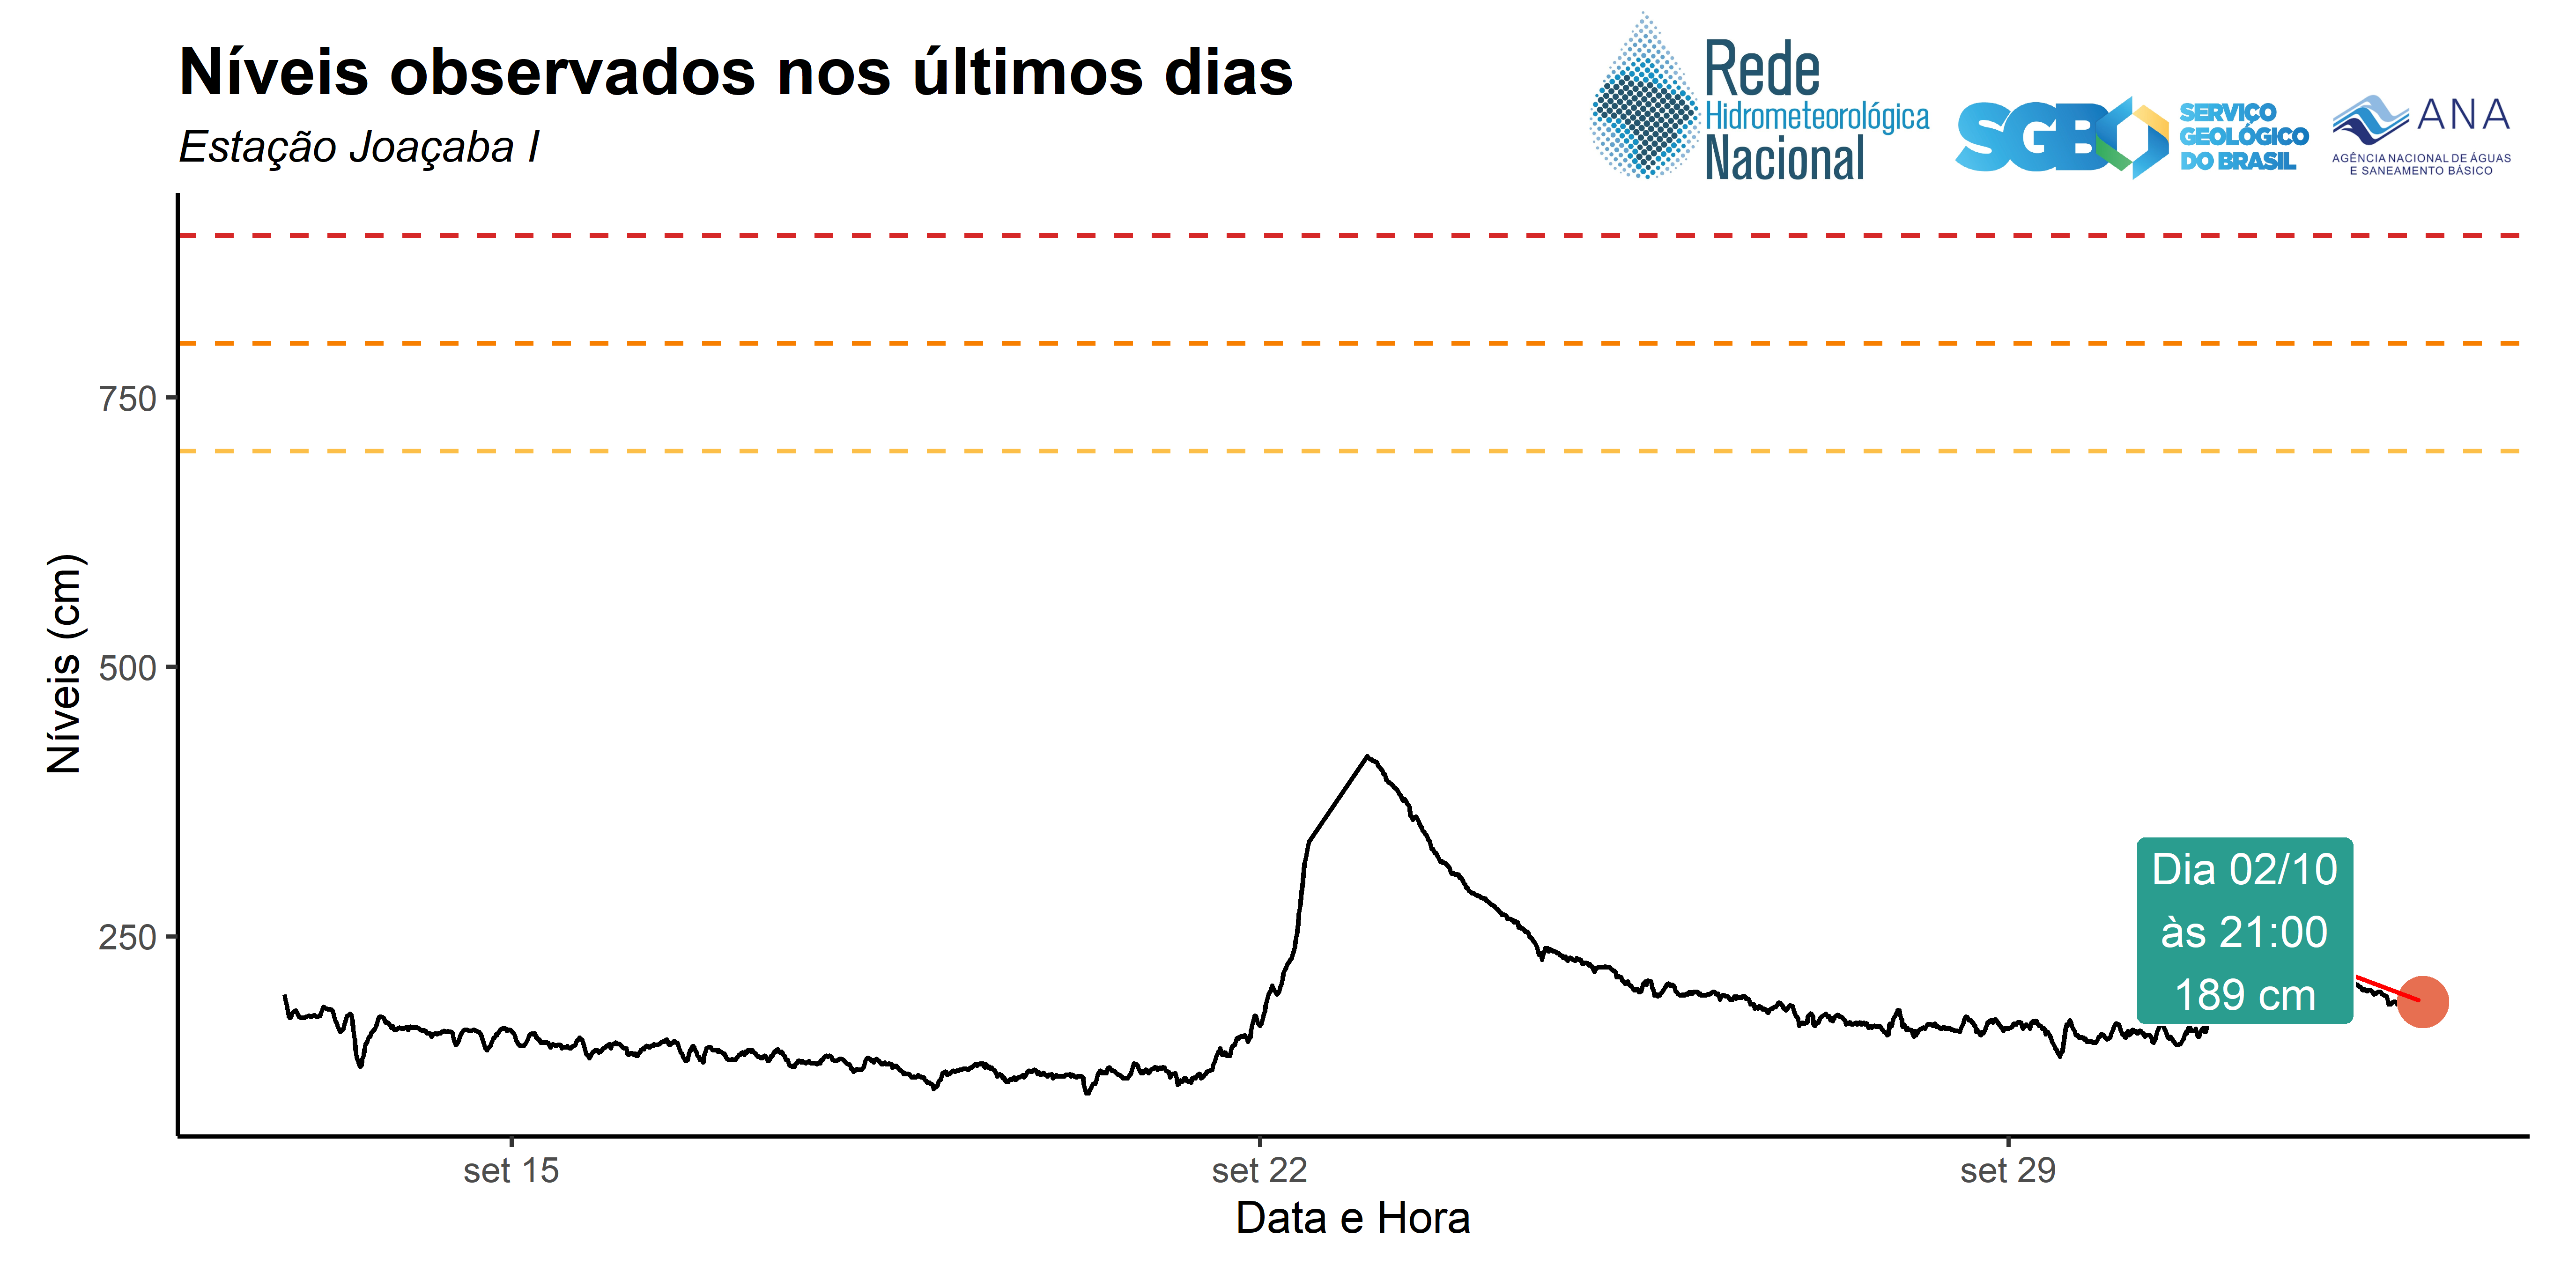 Níveis observados nos últimos dias
Estação Joaçaba I
Rede
Hidrometeorológica
Nacional
SGB
SERVIÇO
GEOLÓGICO
DO BRASIL
ANA
AGÊNCIA NACIONAL DE ÁGUAS
E SANEAMENTO BÁSICO
Níveis (cm)
750
500
250
Dia 02/10
às 21:00
189 cm
set 15
set 22
set 29
Data e Hora